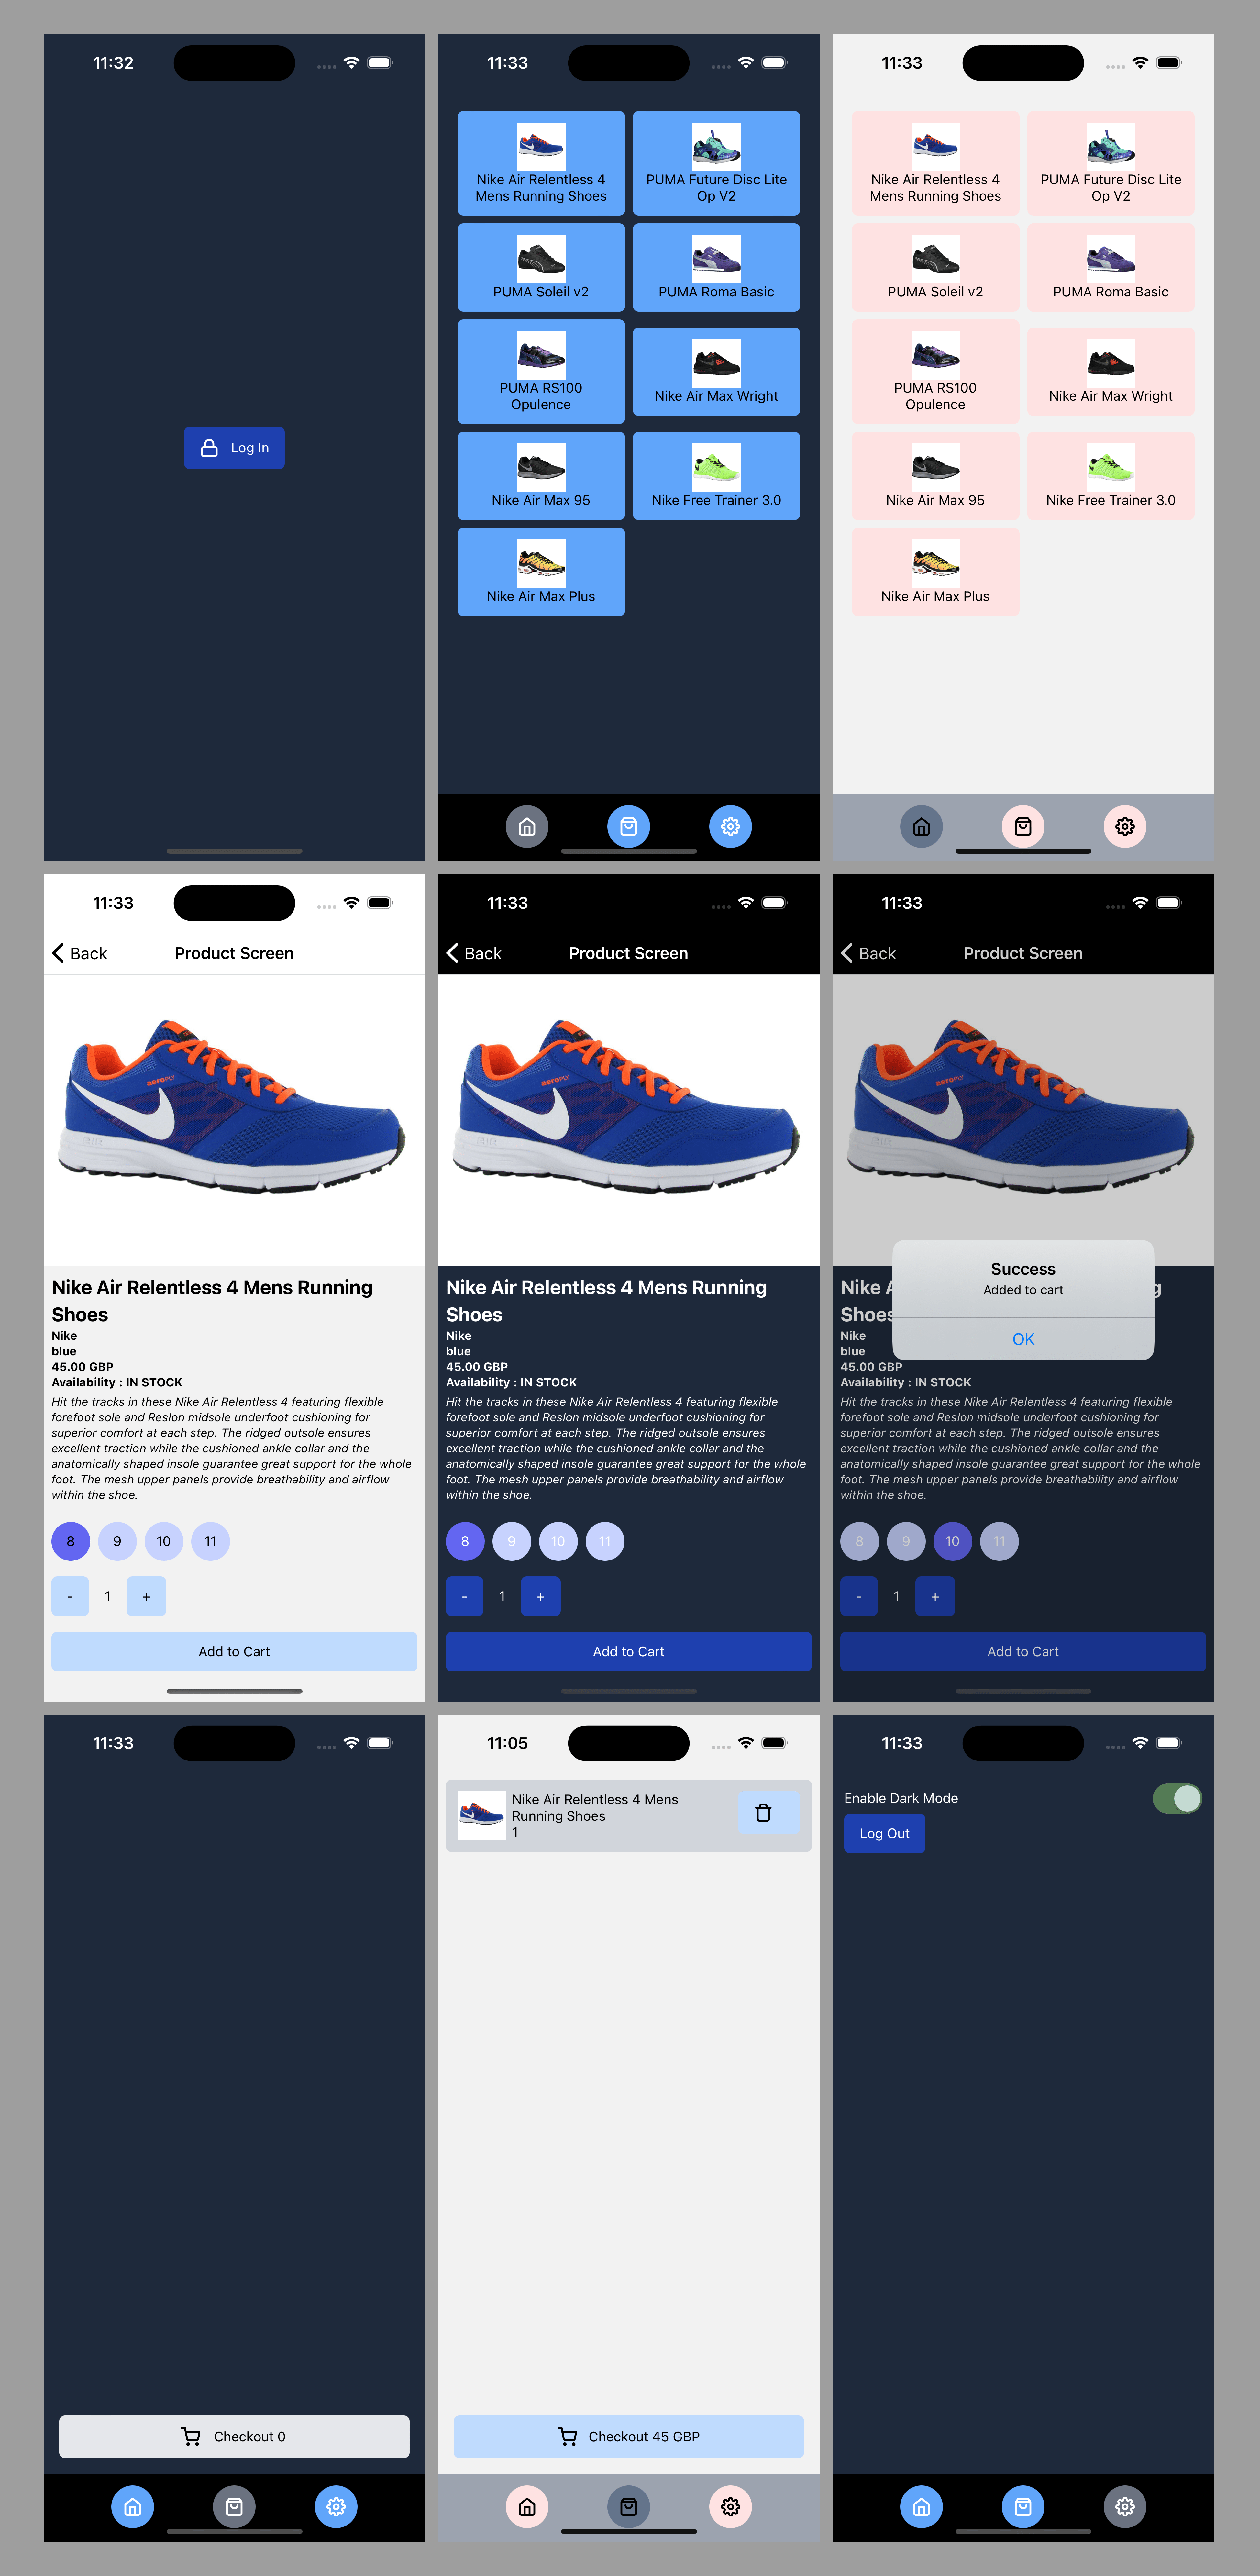 11:32
Log In
11:33
Nike Air Relentless 4
Mens Running Shoes
PUMA Future Disc Lite
Op V2
PUMA Soleil v2
PUMA Roma Basic
PUMA RS100
Opulence
Nike Air Max Wright
Nike Air Max 95
Nike Free Trainer 3.0
Nike Air Max Plus
11:33
Nike Air Relentless 4
Mens Running Shoes
PUMA Future Disc Lite
Op V2
PUMA Soleil v2
PUMA Roma Basic
PUMA RS100
Opulence
Nike Air Max Wright
Nike Air Max 95
Nike Free Trainer 3.0
Nike Air Max Plus
11:33
Back
Product Screen
aeroPLY
Nike Air Relentless 4 Mens Running
Shoes
Nike
blue
45.00 GBP
Availability : IN STOCK
Hit the tracks in these Nike Air Relentless 4 featuring flexible
forefoot sole and Reslon midsole underfoot cushioning for
superior comfort at each step. The ridged outsole ensures
excellent traction while the cushioned ankle collar and the
anatomically shaped insole guarantee great support for the whole
foot. The mesh upper panels provide breathability and airflow
within the shoe.
8 9 10 11
- 1 +
Add to Cart
11:33
Back
Product Screen
aeroPLY
Nike Air Relentless 4 Mens Running
Shoes
Nike
blue
45.00 GBP
Availability : IN STOCK
Hit the tracks in these Nike Air Relentless 4 featuring flexible
forefoot sole and Reslon midsole underfoot cushioning for
superior comfort at each step. The ridged outsole ensures
excellent traction while the cushioned ankle collar and the
anatomically shaped insole guarantee great support for the whole
foot. The mesh upper panels provide breathability and airflow
within the shoe.
8 9 10 11
- 1 +
Add to Cart
11:33
Back
Product Screen
aeroPLY
Success
Added to cart
OK
Nike A
g
Shoes
Nike
blue
45.00 GBP
Availability : IN STOCK
Hit the tracks in these Nike Air Relentless 4 featuring flexible
forefoot sole and Reslon midsole underfoot cushioning for
superior comfort at each step. The ridged outsole ensures
excellent traction while the cushioned ankle collar and the
anatomically shaped insole guarantee great support for the whole
foot. The mesh upper panels provide breathability and airflow
within the shoe.
8 9 10 11
- 1 +
Add to Cart
11:33
Checkout 0
11:05
Nike Air Relentless 4 Mens
Running Shoes
1
Checkout 45 GBP
11:33
Enable Dark Mode
Log Out